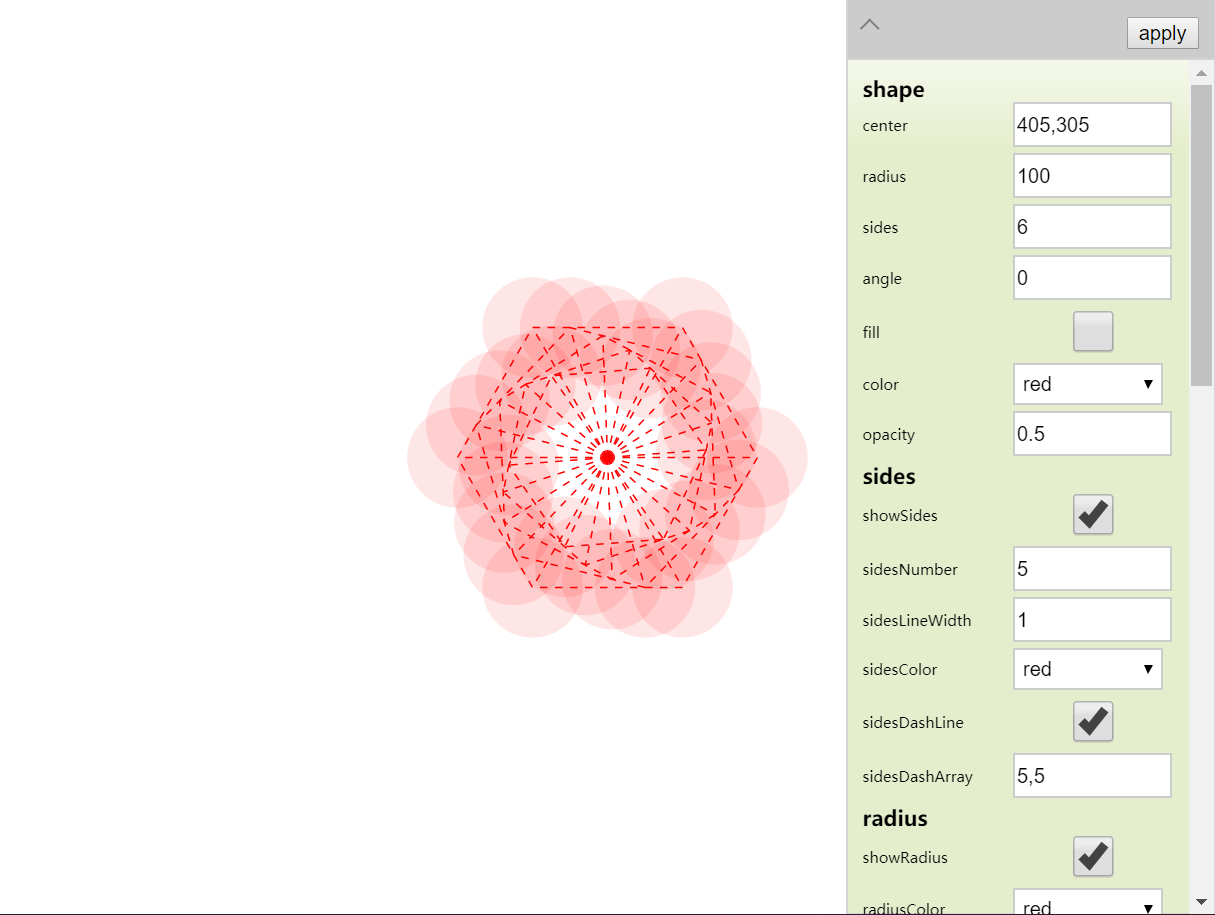 apply
shape
center 405,305
radius 100
sides 6
angle 0
fill
color red
opacity 0.5
sides
showSides
sidesNumber 5
sidesLineWidth 1
sidesColor red
sidesDashLine
sidesDashArray 5,5
radius
showRadius
radiusColor red